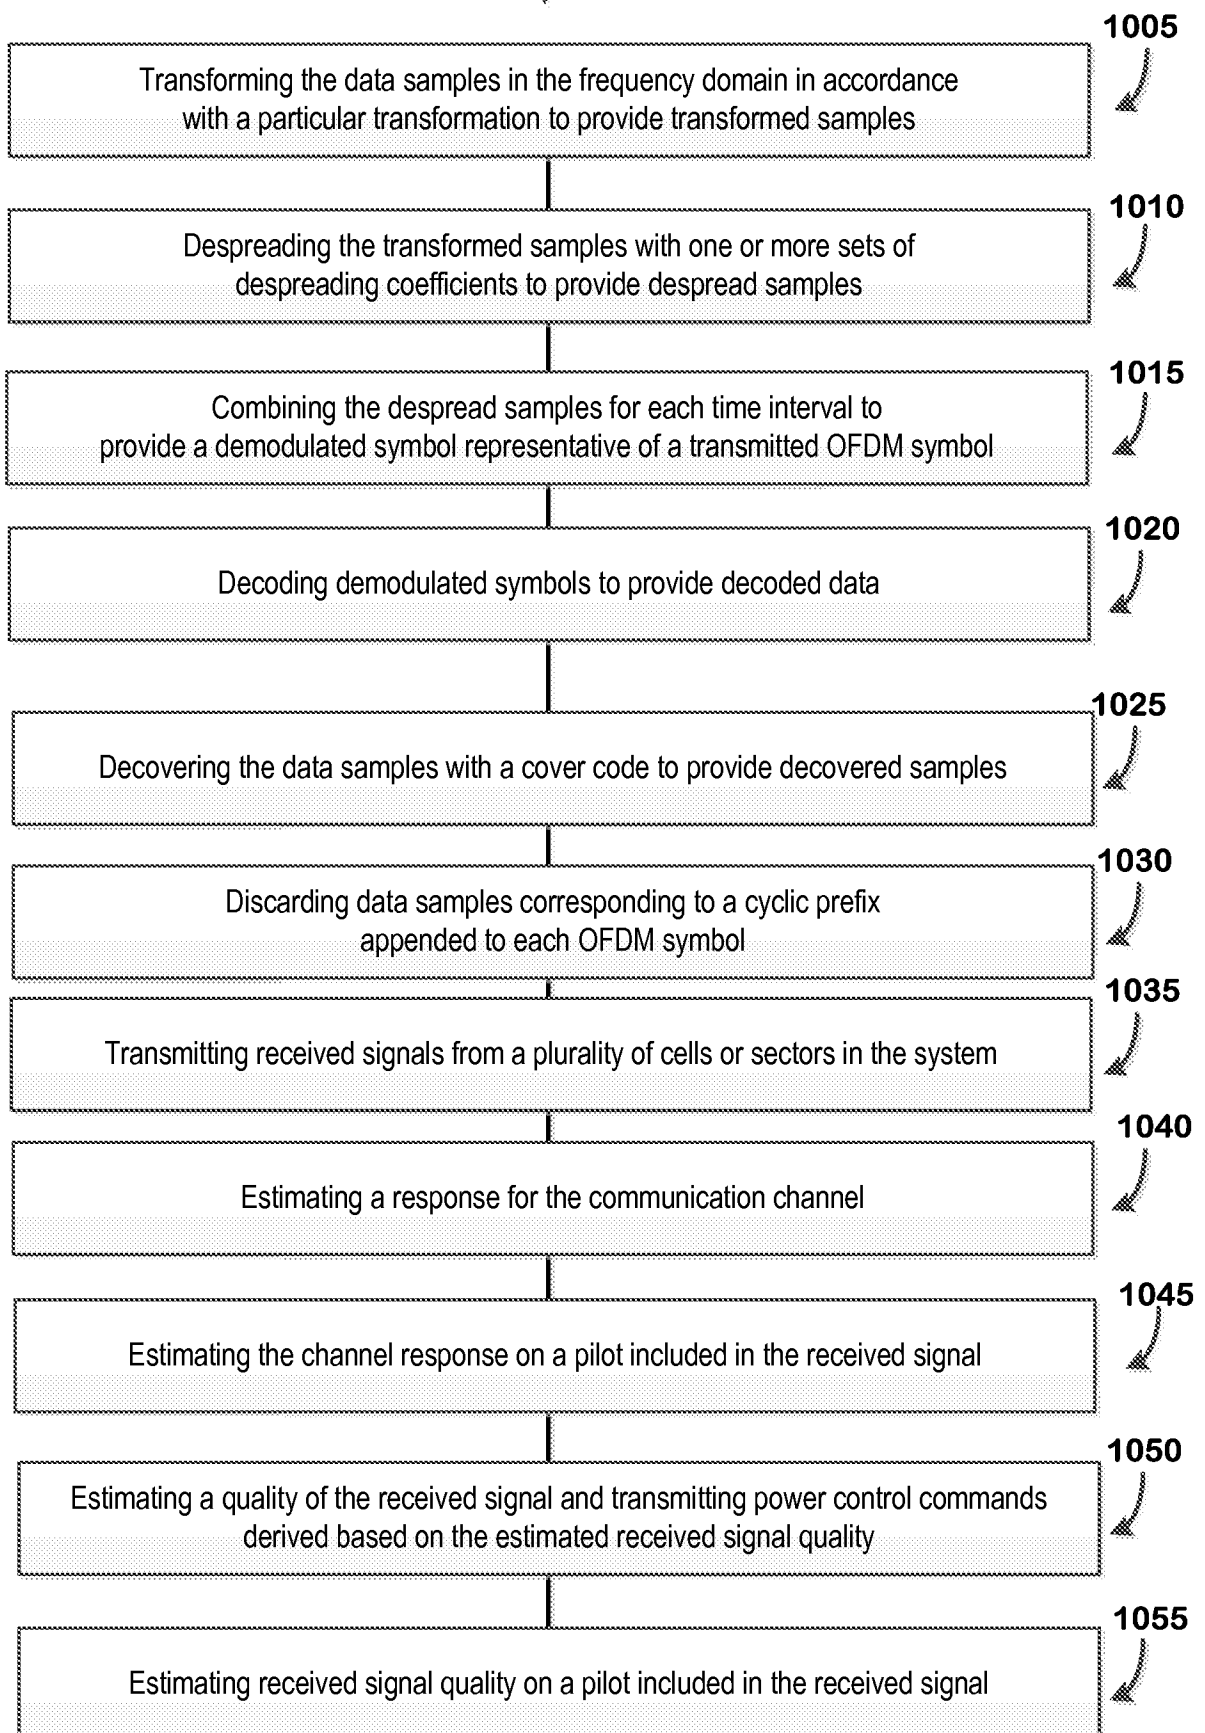 1005
Transforming the data samples in the frequency domain in accordance
with a particular transformation to provide transformed samples
1010
Despreading the transformed samples with one or more sets of
despreading coefficients to provide despread samples
1015
Combining the despread samples for each time interval to
provide a demodulated symbol representative of a transmitted OFDM symbol
1020
Decoding demodulated symbols to provide decoded data
1025
Decovering the data samples with a cover code to provide decovered samples
1030
Discarding data samples corresponding to a cyclic prefix
appended to each OFDM symbol
1035
Transmitting received signals from a plurality of cells or sectors in the system
1040
Estimating a response for the communication channel
1045
Estimating the channel response on a pilot included in the received signal
1050
Estimating a quality of the received signal and transmitting power control commands
derived based on the estimated received signal quality
1055
Estimating received signal quality on a pilot included in the received signal